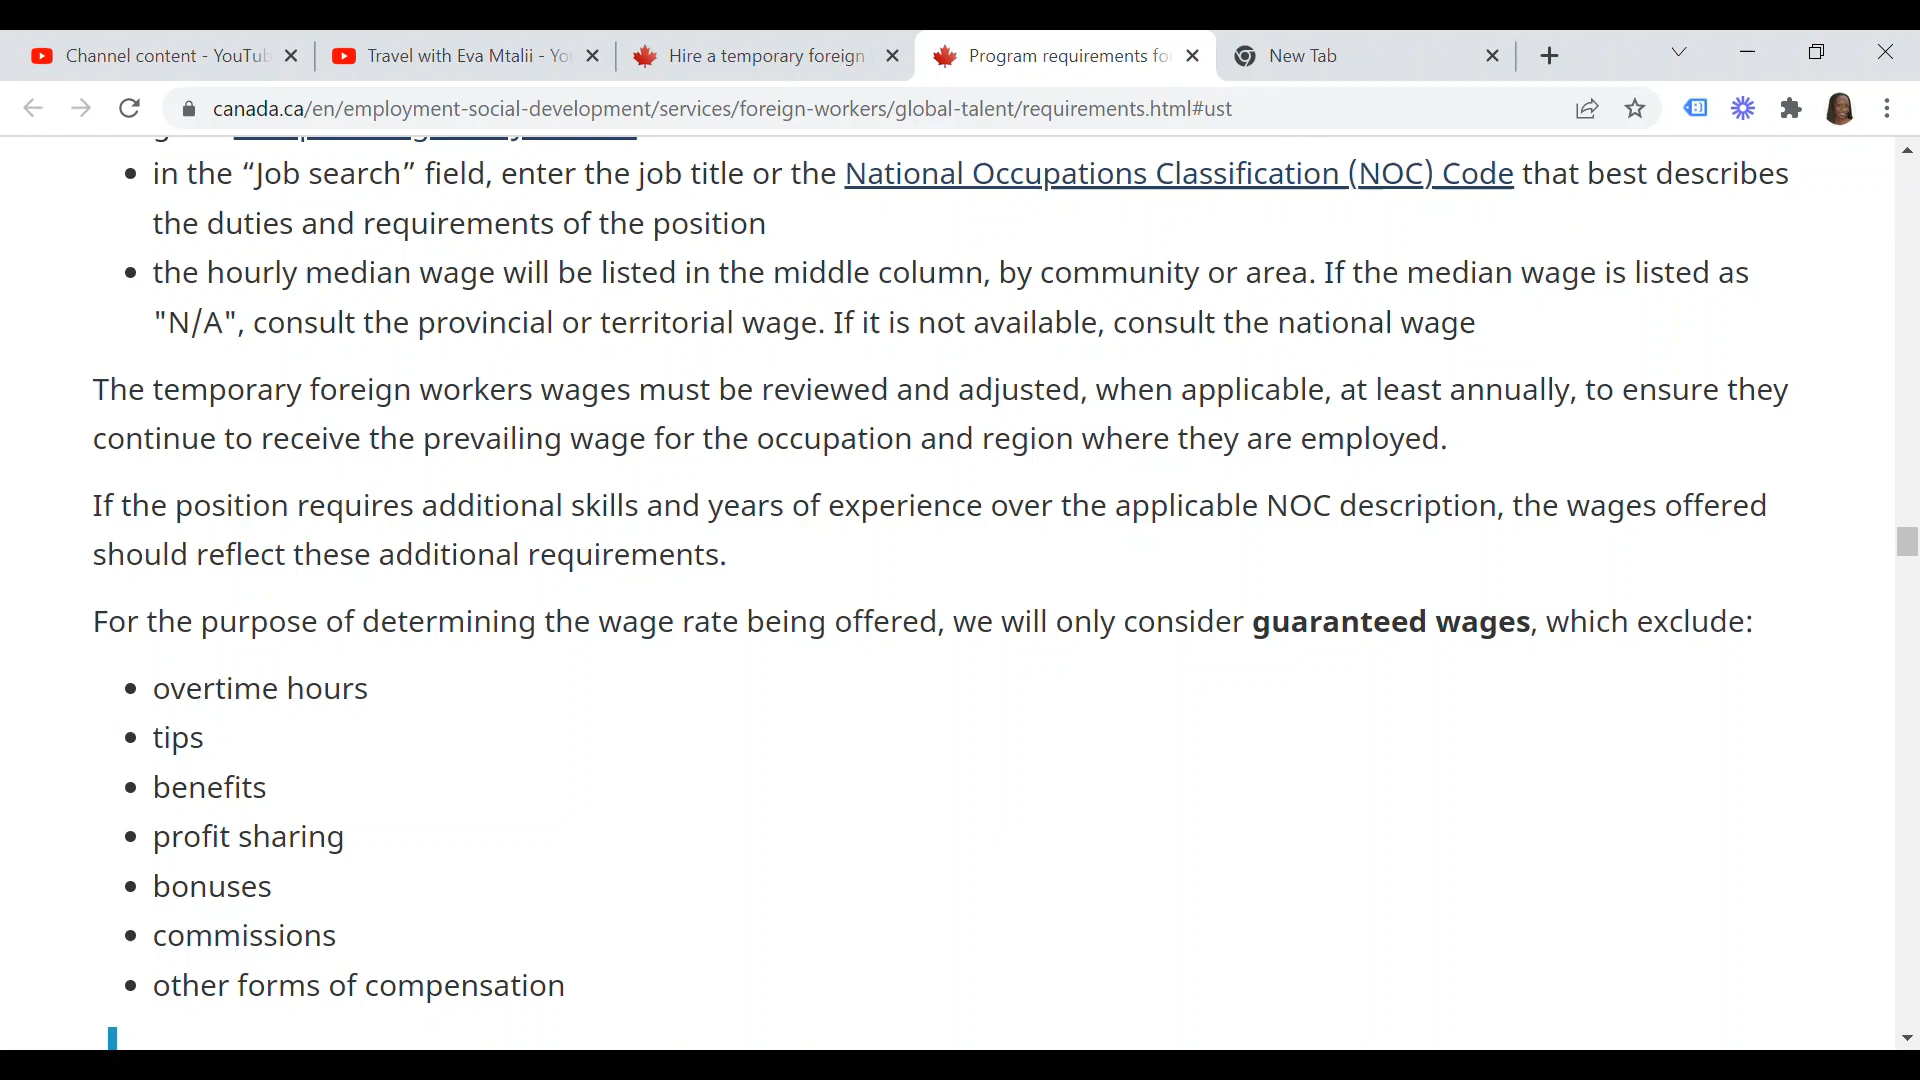 Channel content - YouTub
Travel with Eva Mtalii - Yo
Hire a temporary foreign
Program requirements fo
New Tab
canada.ca/en/employment-social-development/services/foreign-workers/global-talent/requirements.html#ust
• in the “Job search” field, enter the job title or the National Occupations Classification (NOC) Code that best describes
the duties and requirements of the position
• the hourly median wage will be listed in the middle column, by community or area. If the median wage is listed as
"N/A", consult the provincial or territorial wage. If it is not available, consult the national wage
The temporary foreign workers wages must be reviewed and adjusted, when applicable, at least annually, to ensure they
continue to receive the prevailing wage for the occupation and region where they are employed.
If the position requires additional skills and years of experience over the applicable NOC description, the wages offered
should reflect these additional requirements.
For the purpose of determining the wage rate being offered, we will only consider guaranteed wages, which exclude:
• overtime hours
• tips
• benefits
• profit sharing
• bonuses
• commissions
• other forms of compensation